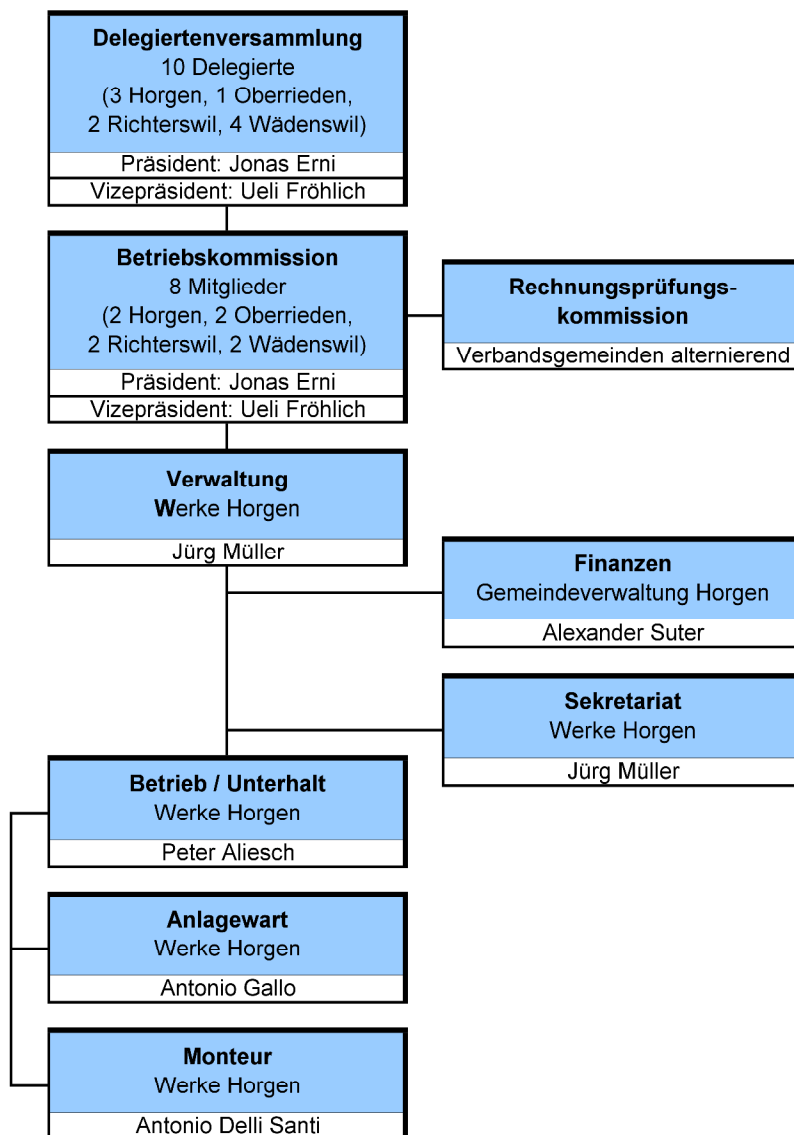 Delegiertenversammlung
10 Delegierte
(3 Horgen, 1 Oberrieden,
2 Richterswil, 4 Wädenswil)
Präsident: Jonas Erni
Vizepräsident: Ueli Fröhlich
Betriebskommission
8 Mitglieder
(2 Horgen, 2 Oberrieden,
2 Richterswil, 2 Wädenswil)
Präsident: Jonas Erni
Vizepräsident: Ueli Fröhlich
Rechnungsprüfungs-
kommission
Verbandsgemeinden alternierend
Verwaltung
Werke Horgen
Jürg Müller
Finanzen
Gemeindeverwaltung Horgen
Alexander Suter
Sekretariat
Werke Horgen
Jürg Müller
Betrieb / Unterhalt
Werke Horgen
Peter Aliesch
Anlagewart
Werke Horgen
Antonio Gallo
Monteur
Werke Horgen
Antonio Delli Santi